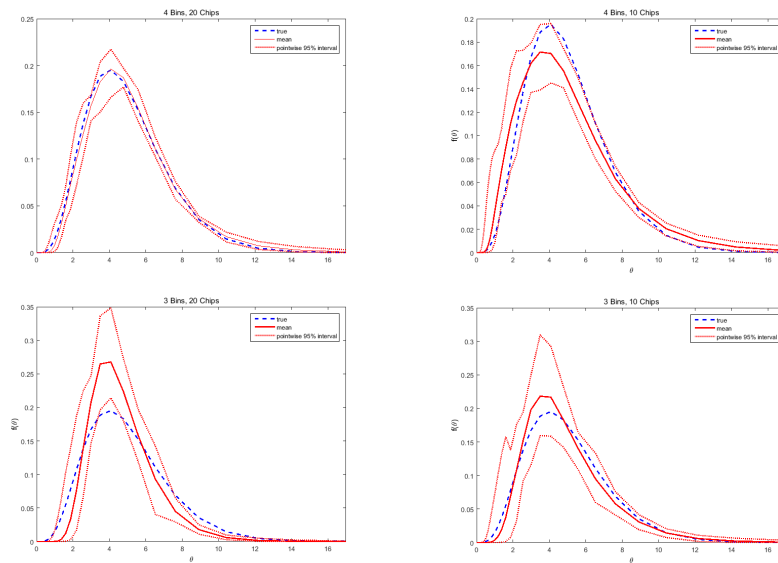 4 Bins, 20 Chips
0.25
0.2
0.15
0.1
0.05
0
true
mean
pointwise 95% interval
0 2 4 6 8 10 12 14 16
4 Bins, 10 Chips
0.2
0.18
0.16
0.14
0.12
0.1
0.08
0.06
0.04
0.02
0
f(θ)
true
mean
pointwise 95% interval
0 2 4 6 8 10 12 14 16
θ
3 Bins, 20 Chips
0.35
0.3
0.25
0.2
0.15
0.1
0.05
0
f(θ)
true
mean
pointwise 95% interval
0 2 4 6 8 10 12 14 16
θ
3 Bins, 10 Chips
0.35
0.3
0.25
0.2
0.15
0.1
0.05
0
f(θ)
true
mean
pointwise 95% interval
0 2 4 6 8 10 12 14 16
θ